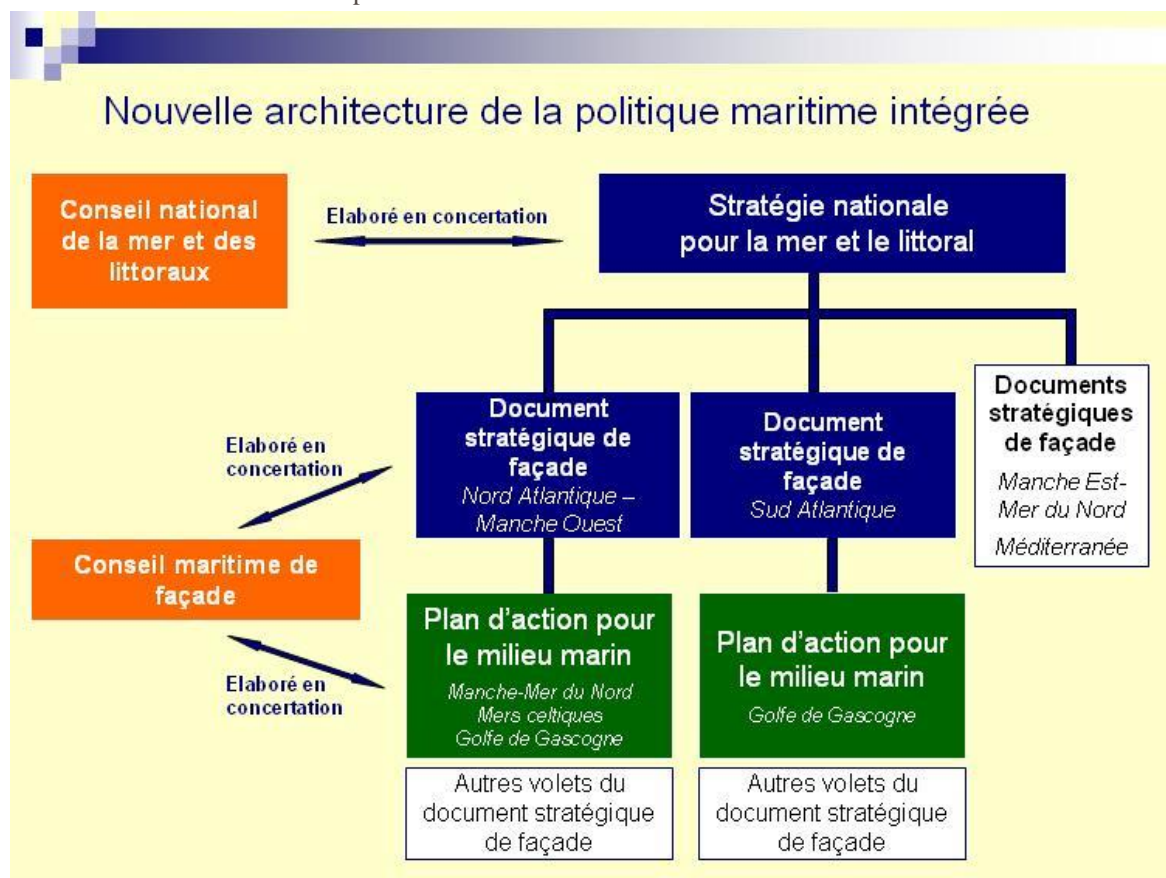 Nouvelle architecture de la politique maritime intégrée
Conseil national
de la mer et des
littoraux
Elaboré en concertation
Stratégie nationale
pour la mer et le littoral
Document
stratégique de
façade
Nord Atlantique –
Manche Ouest
Document
stratégique de
façade
Sud Atlantique
Documents
stratégiques
de façade
Manche Est-
Mer du Nord
Méditerranée
Elaboré en
concertation
Conseil maritime de
façade
Elaboré en
concertation
Plan d'action pour
le milieu marin
Manche-Mer du Nord
Mers celtiques
Golfe de Gascogne
Plan d'action pour
le milieu marin
Golfe de Gascogne
Autres volets du
document stratégique
de façade
Autres volets du
document stratégique
de façade